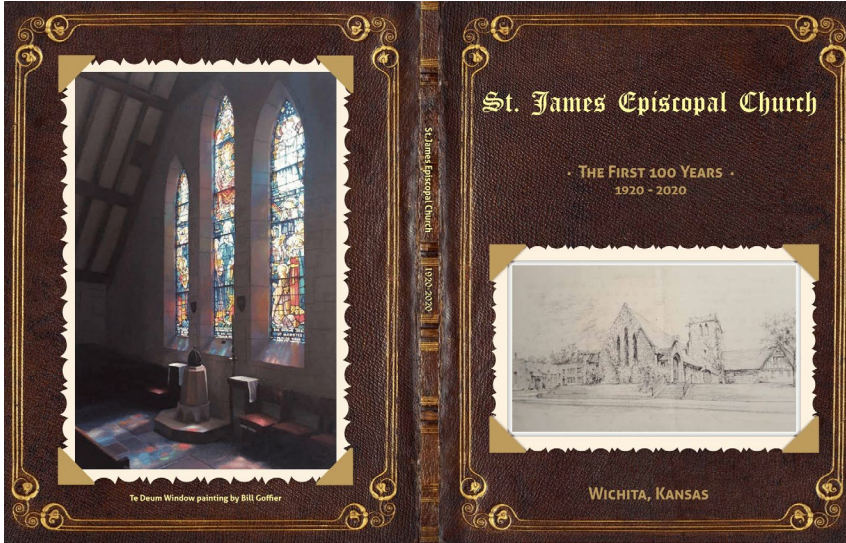 Te Deum Window painting by Bill Goffier
St. James Episcopal Church
1920-2020
St. James Episcopal Church
· The First 100 Years ·
1920 - 2020
Wichita, Kansas